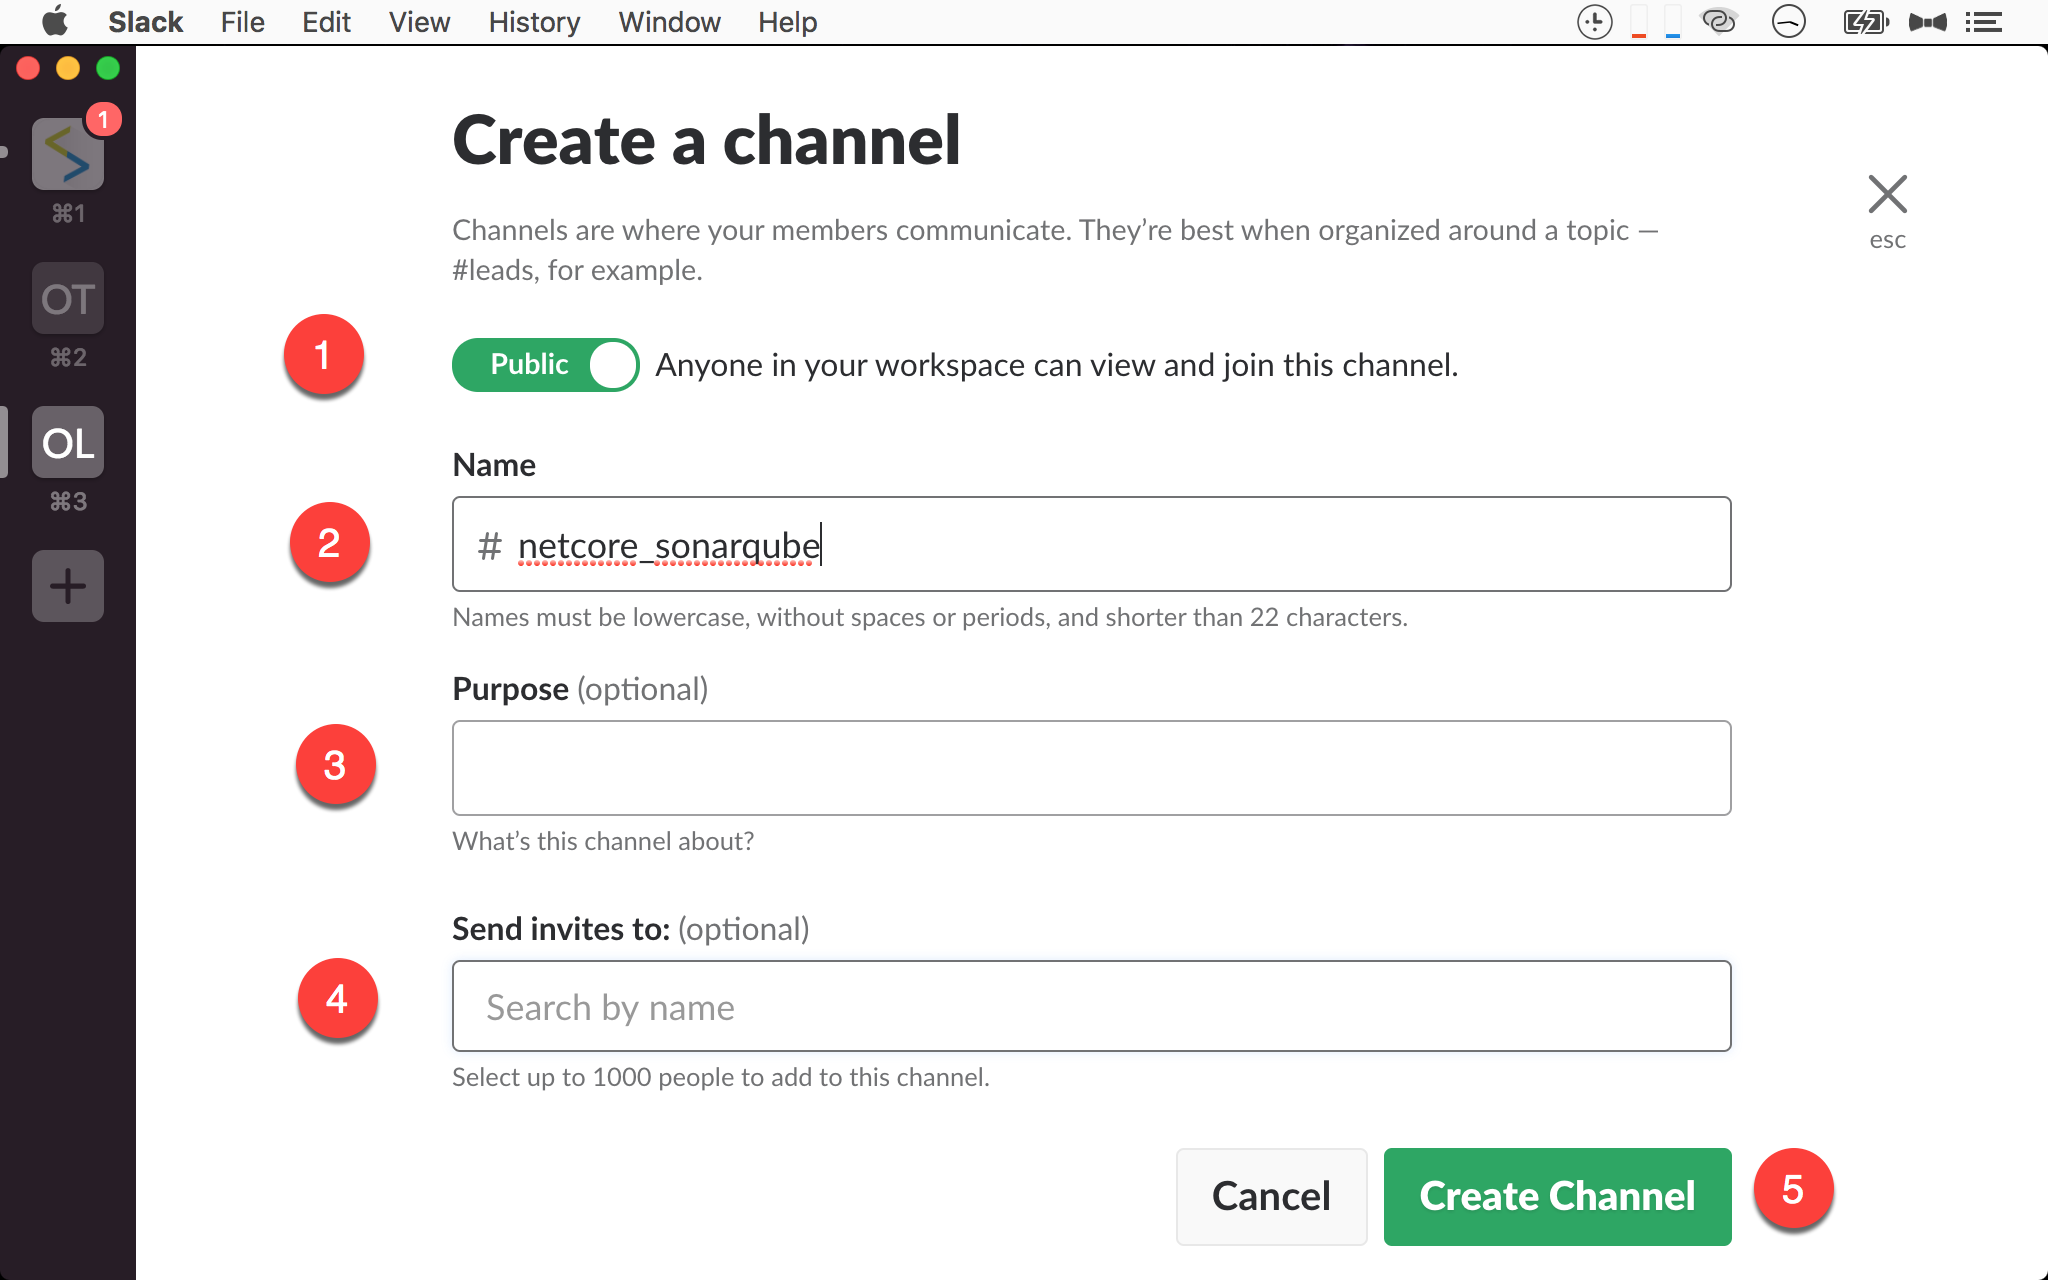 Slack File Edit View History Window Help
1
⌘1
OT
⌘2
OL
⌘3
Create a channel
esc
Channels are where your members communicate. They’re best when organized around a topic —
#leads, for example.
1
Public Anyone in your workspace can view and join this channel.
Name
2
# netcore_sonarqube
Names must be lowercase, without spaces or periods, and shorter than 22 characters.
Purpose (optional)
3
What’s this channel about?
Send invites to: (optional)
4
Search by name
Select up to 1000 people to add to this channel.
Cancel Create Channel 5